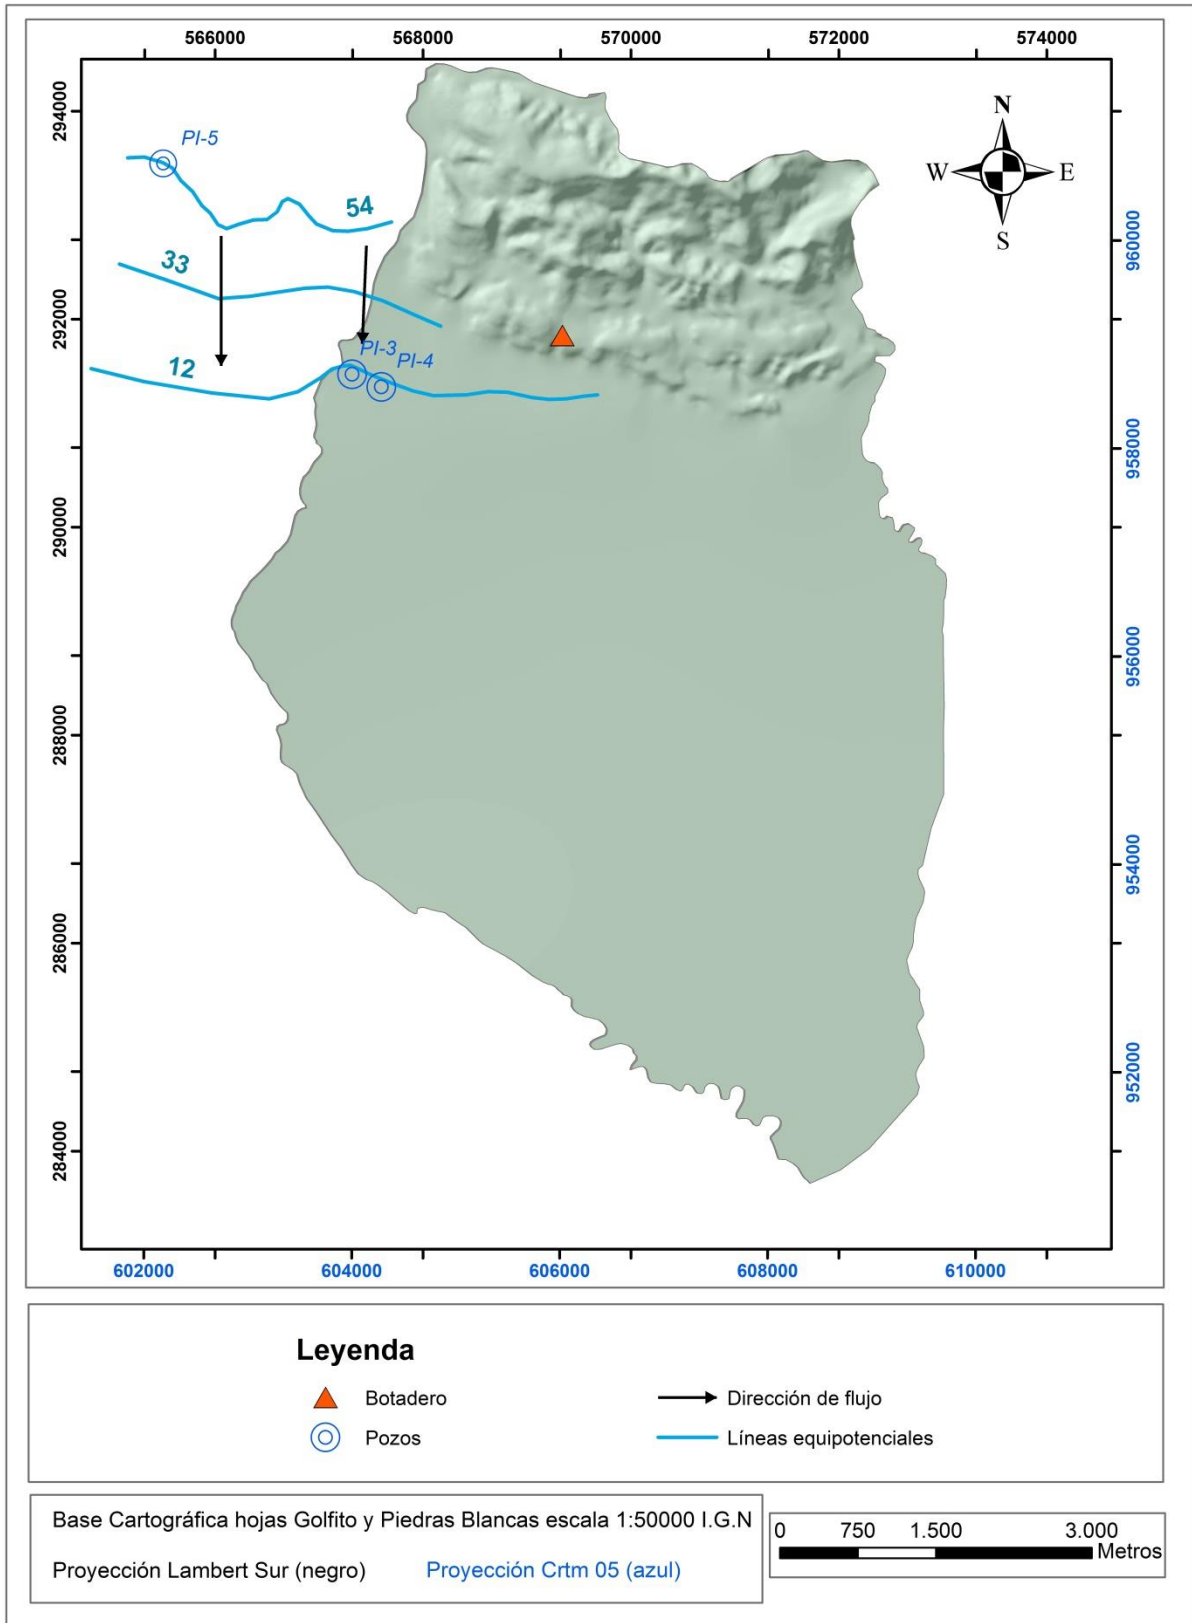 566000 568000 570000 572000 574000
294000
292000
290000
288000
286000
284000
960000
958000
956000
954000
952000
N
W E
S
PI-5
54
33
12
PI-3
PI-4
602000 604000 606000 608000 610000
Leyenda
Botadero
Dirección de flujo
Pozos
Líneas equipotenciales
Base Cartográfica hojas Golfito y Piedras Blancas escala 1:50000 I.G.N
Proyección Lambert Sur (negro) Proyección Crtm 05 (azul)
0 750 1.500 3.000
Metros